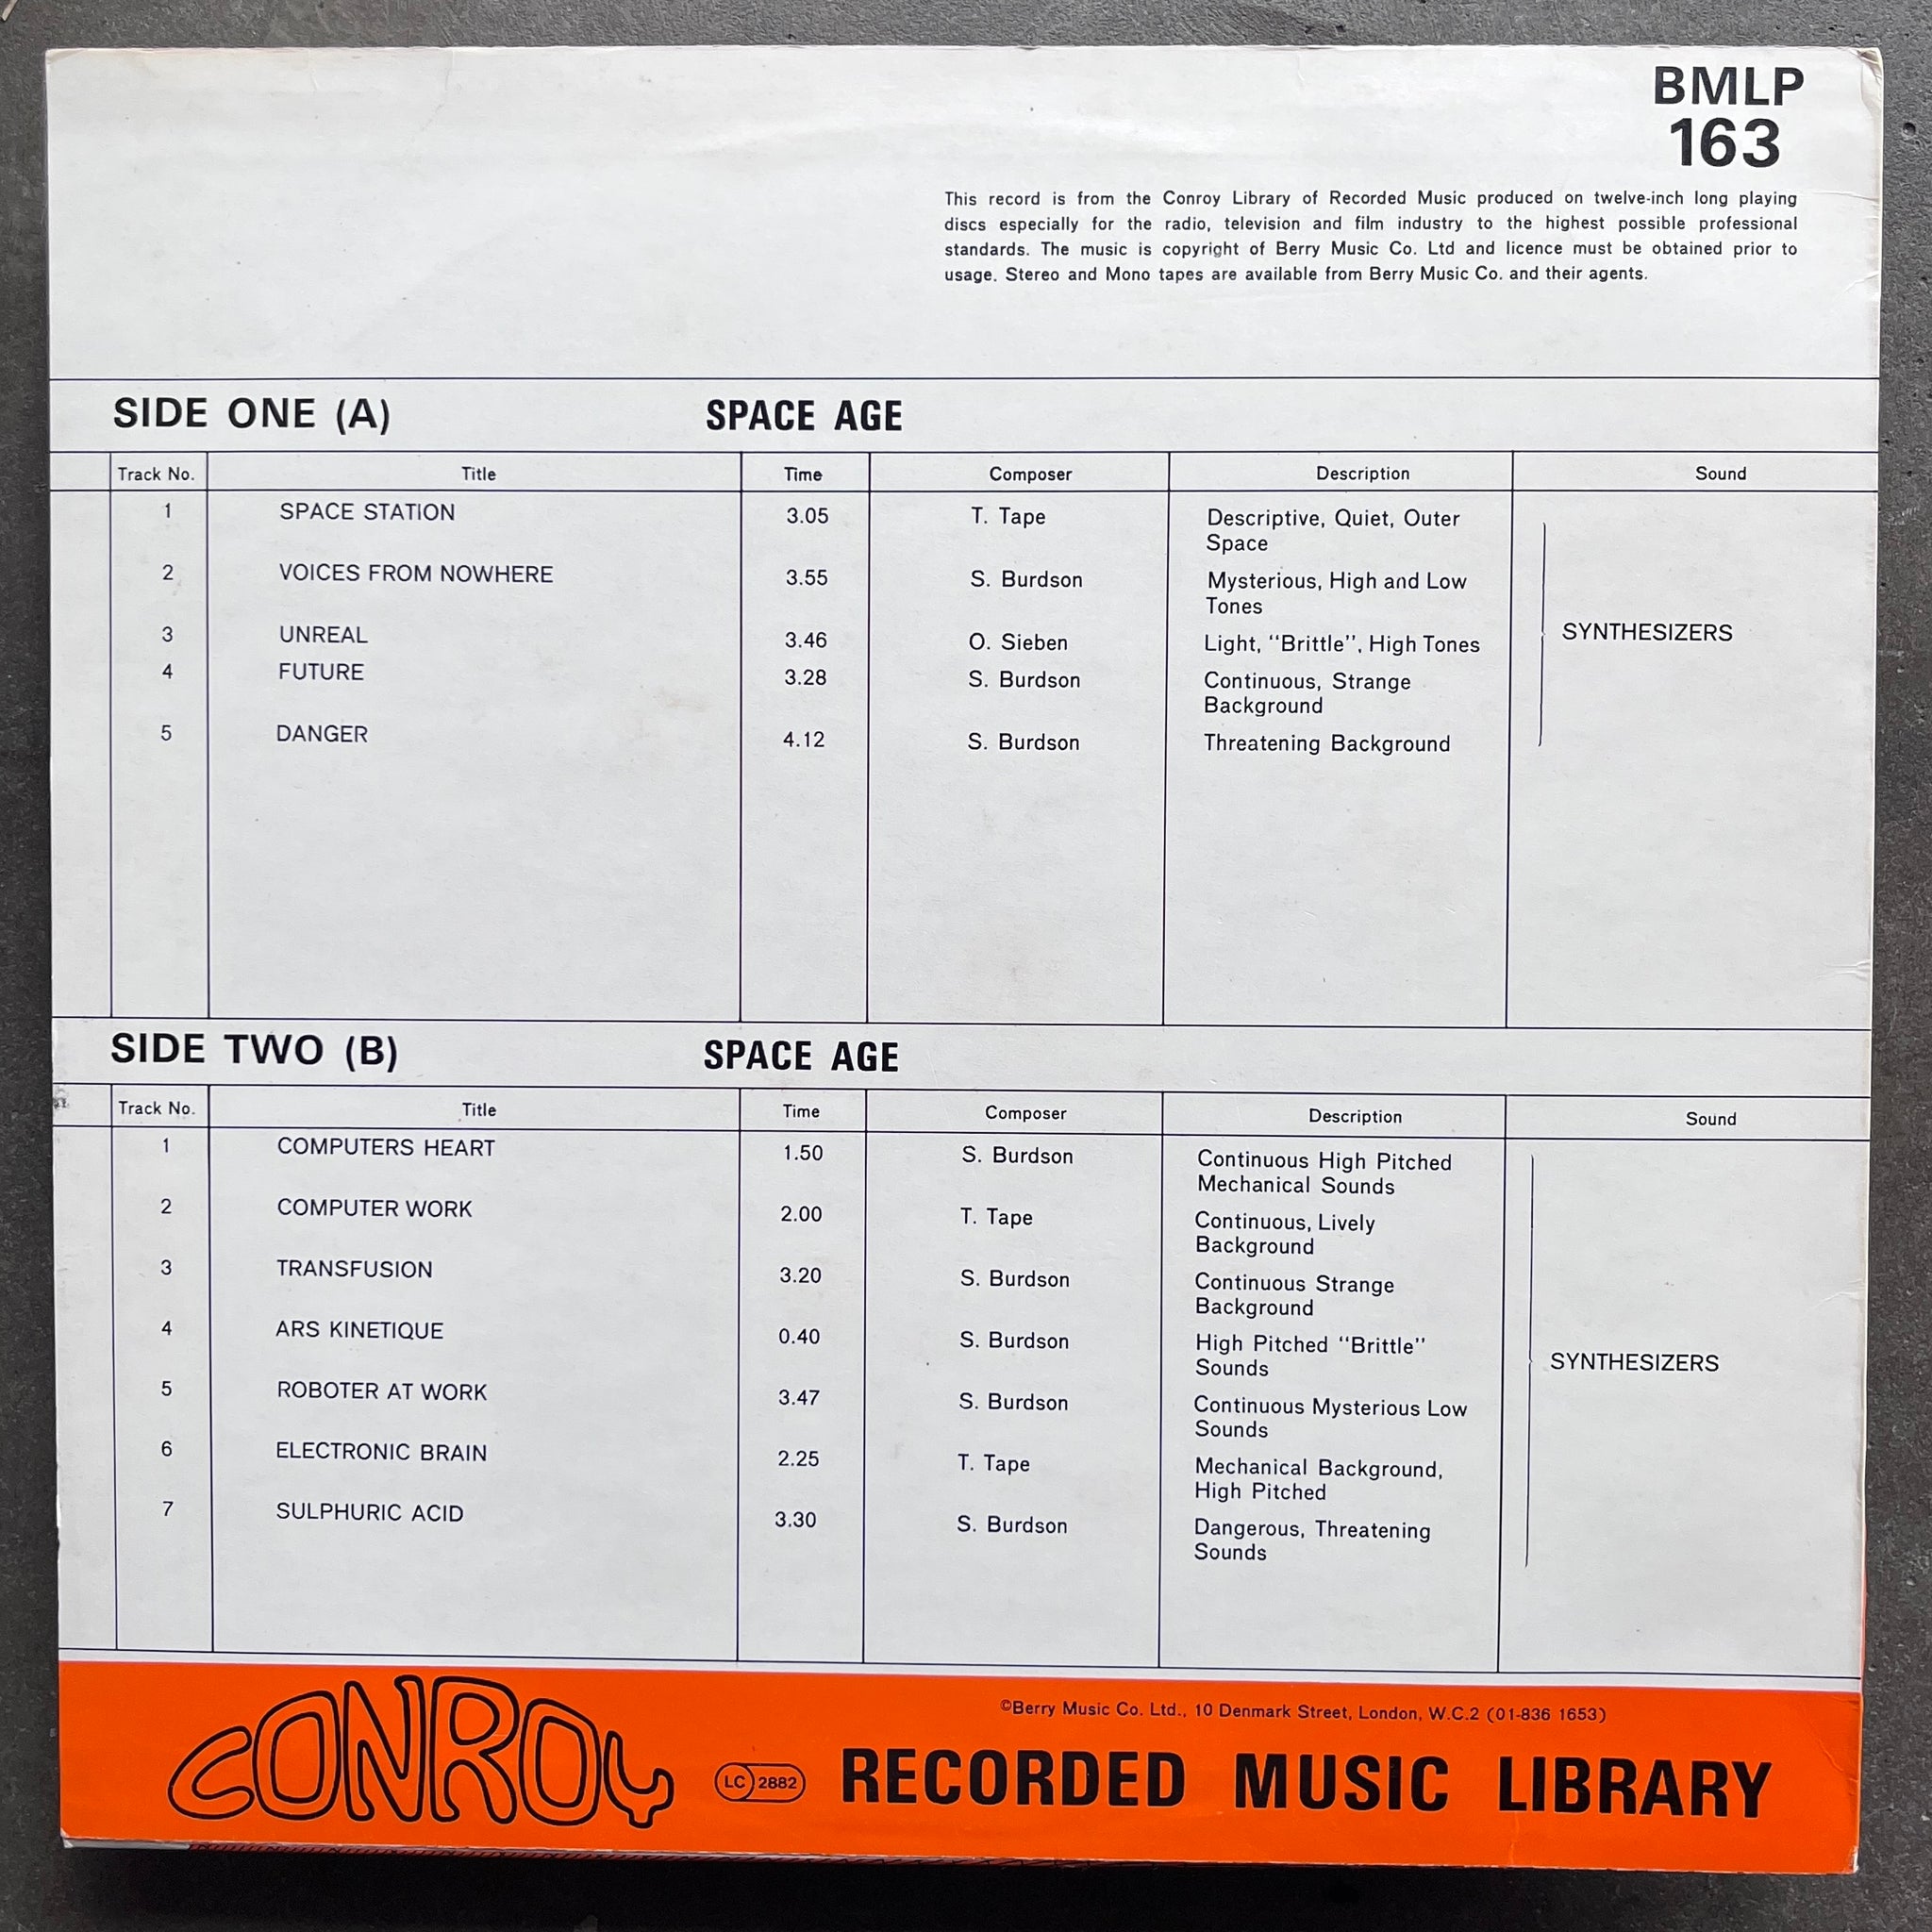 BMLP
163
This record is from the Conroy Library of Recorded Music produced on twelve-inch long playing
discs especially for the radio, television and film industry to the highest possible professional
standards. The music is copyright of Berry Music Co. Ltd and licence must be obtained prior to
usage. Stereo and Mono tapes are available from Berry Music Co. and their agents.
SIDE ONE (A) SPACE AGE
Track No. Title Time Composer Description Sound
1 SPACE STATION 3.05 T. Tape Descriptive, Quiet, Outer
Space
2 VOICES FROM NOWHERE 3.55 S. Burdson Mysterious, High and Low
Tones
3 UNREAL 3.46 O. Sieben Light, "Brittle", High Tones
SYNTHESIZERS
4 FUTURE 3.28 S. Burdson Continuous, Strange
Background
5 DANGER 4.12 S. Burdson Threatening Background
SIDE TWO (B) SPACE AGE
Track No. Title Time Composer Description Sound
1 COMPUTERS HEART 1.50 S. Burdson Continuous High Pitched
Mechanical Sounds
2 COMPUTER WORK 2.00 T. Tape Continuous, Lively
Background
3 TRANSFUSION 3.20 S. Burdson Continuous Strange
Background
4 ARS KINETIQUE 0.40 S. Burdson High Pitched "Brittle"
Sounds
SYNTHESIZERS
5 ROBOTER AT WORK 3.47 S. Burdson Continuous Mysterious Low
Sounds
6 ELECTRONIC BRAIN 2.25 T. Tape Mechanical Background,
High Pitched
7 SULPHURIC ACID 3.30 S. Burdson Dangerous, Threatening
Sounds
©Berry Music Co. Ltd., 10 Denmark Street, London, W.C.2 (01-836 1653)
CONROY LC 2882 RECORDED MUSIC LIBRARY